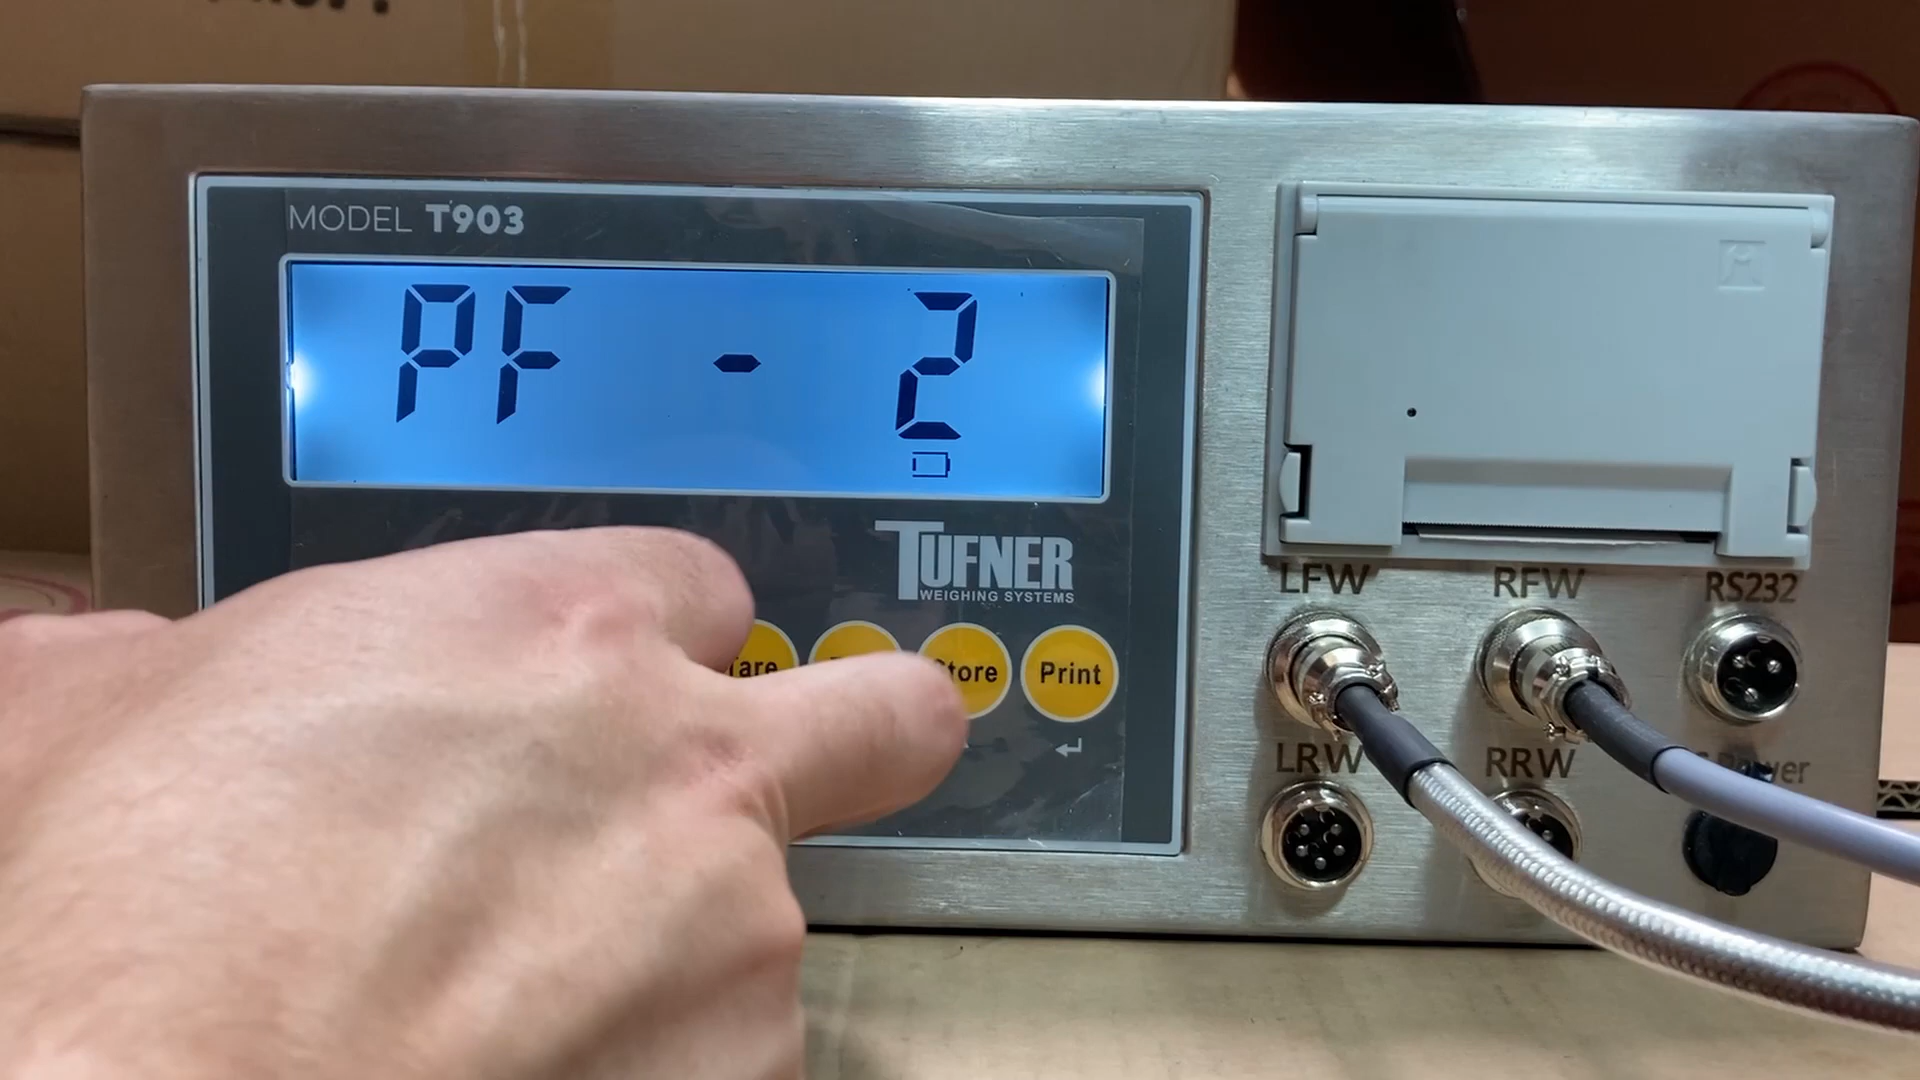 MODEL T903
PF - 2
TUFNER
WEIGHING SYSTEMS
Store
Print
LFW
RFW
RS232
LRW
RRW